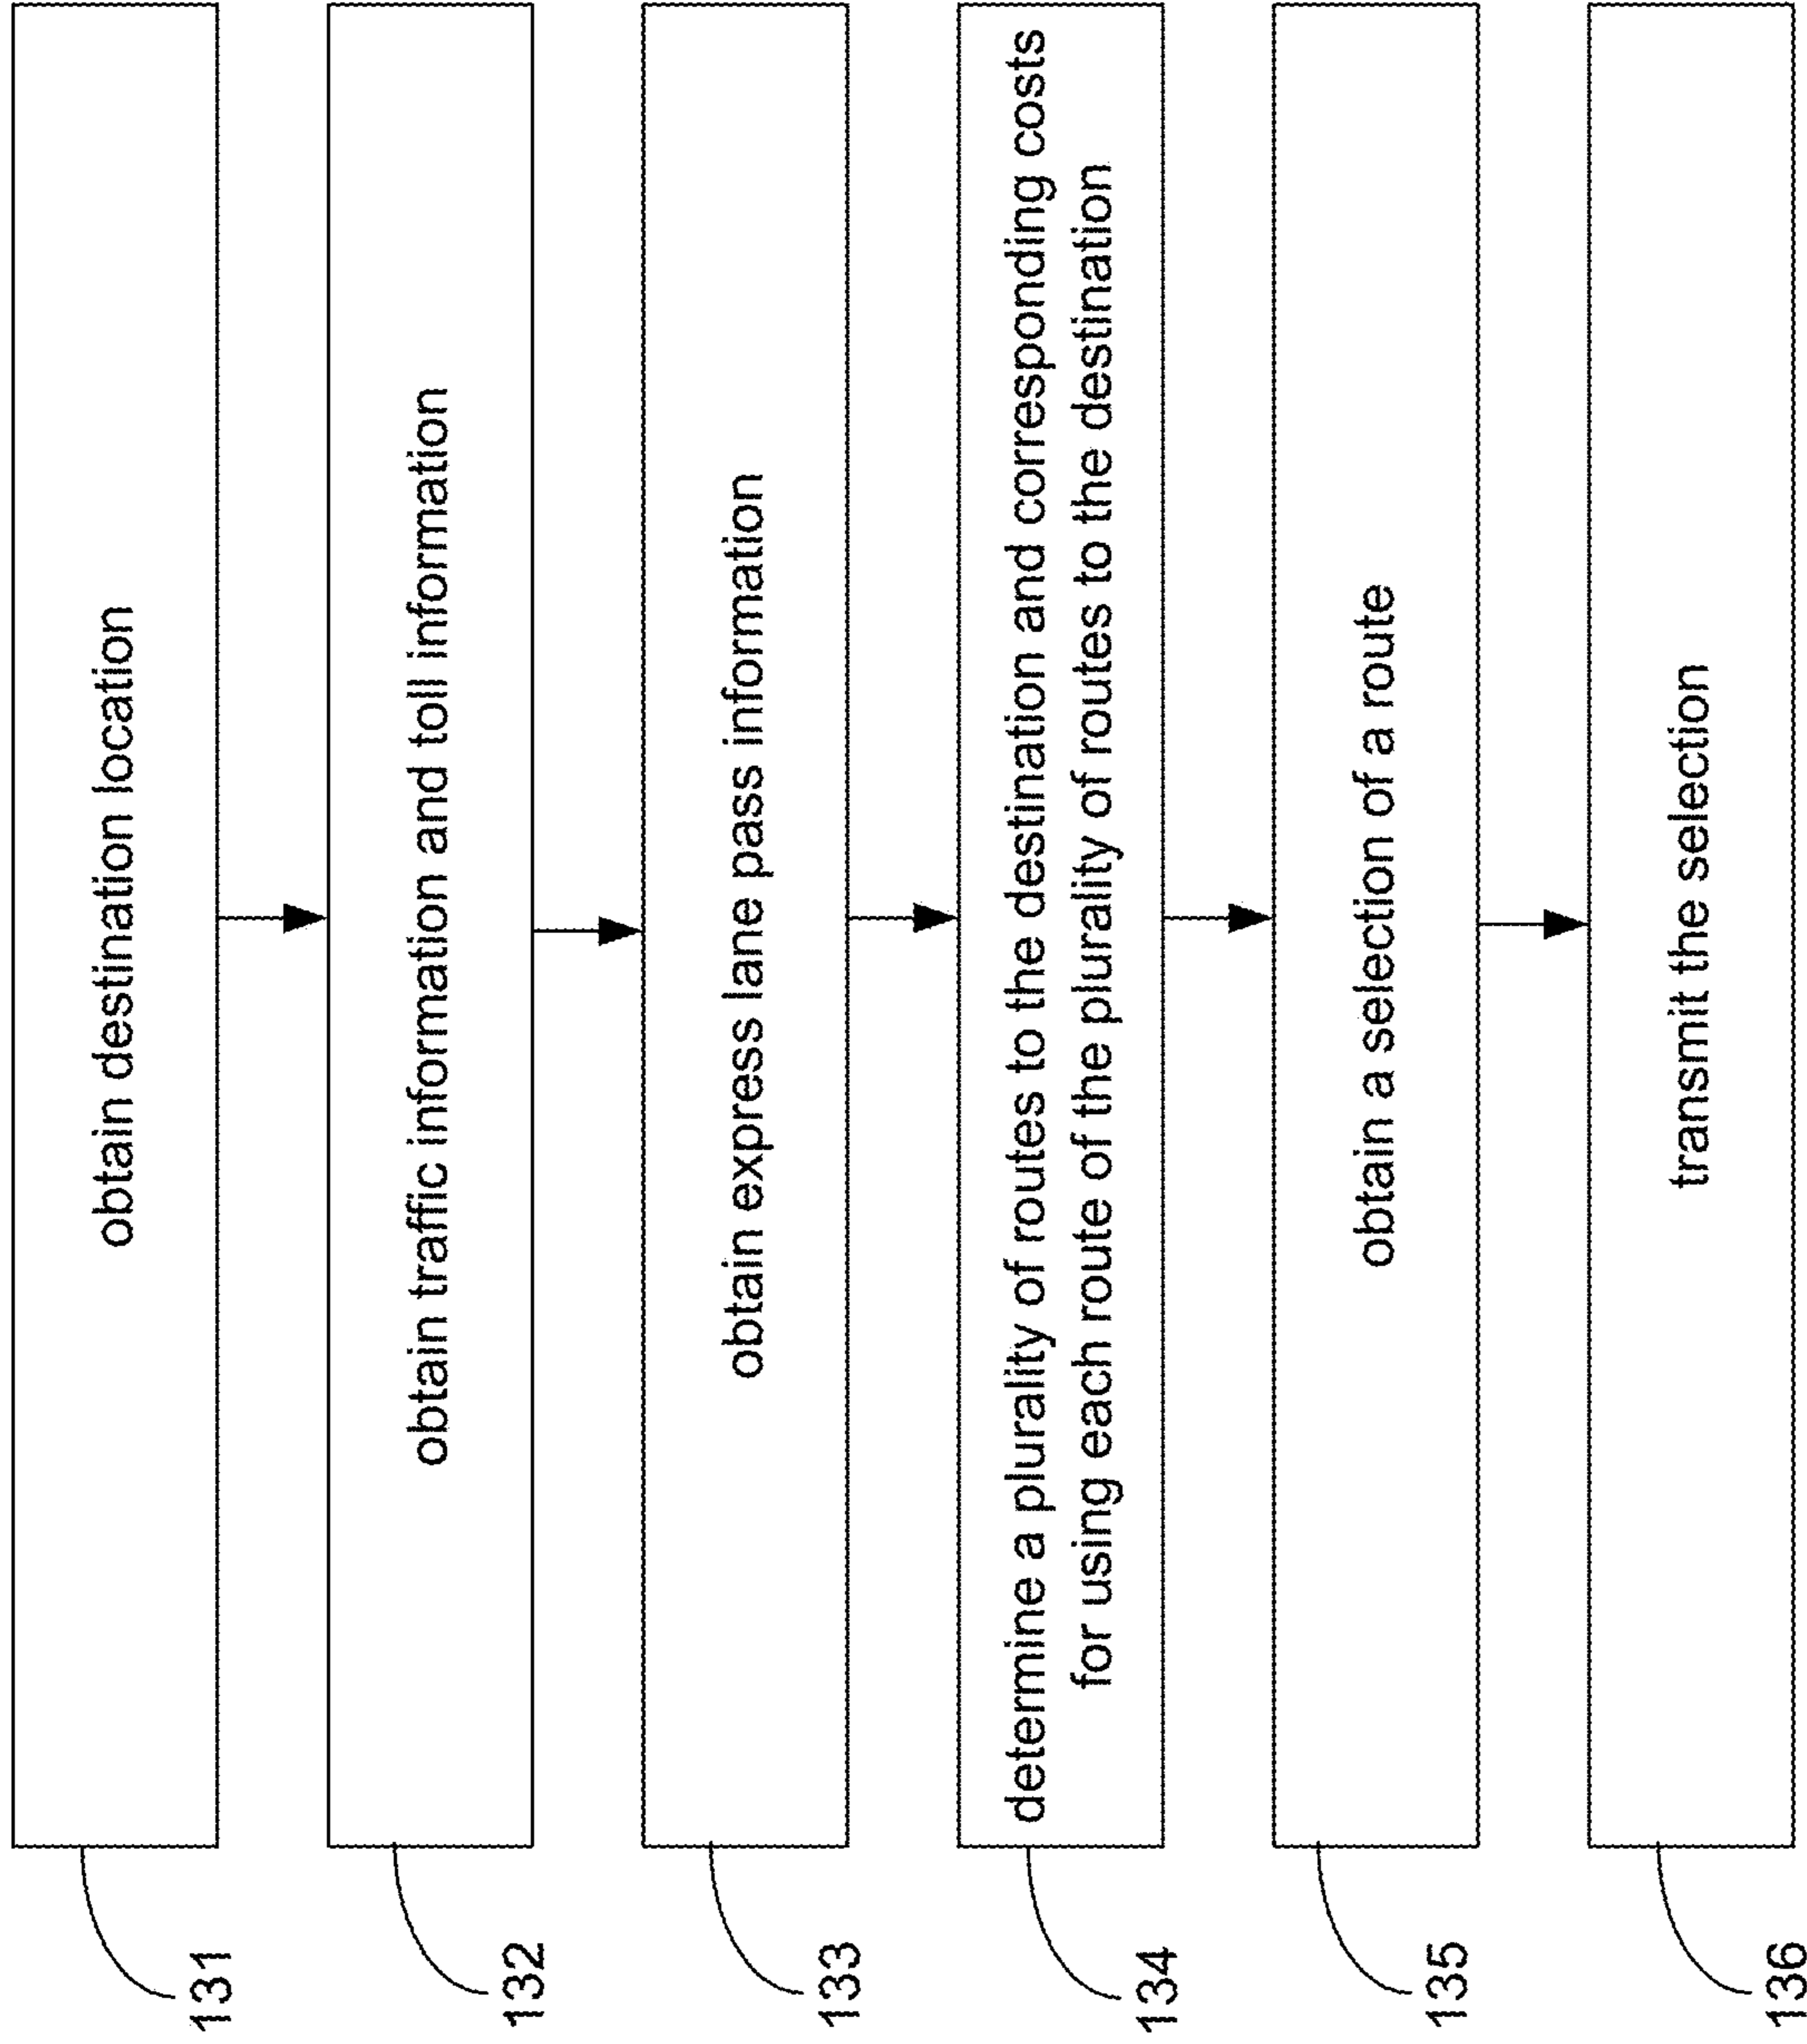 obtain destination location
131
obtain traffic information and toll information
132
obtain express lane pass information
133
determine a plurality of routes to the destination and corresponding costs
for using each route of the plurality of routes to the destination
134
obtain a selection of a route
135
transmit the selection
136